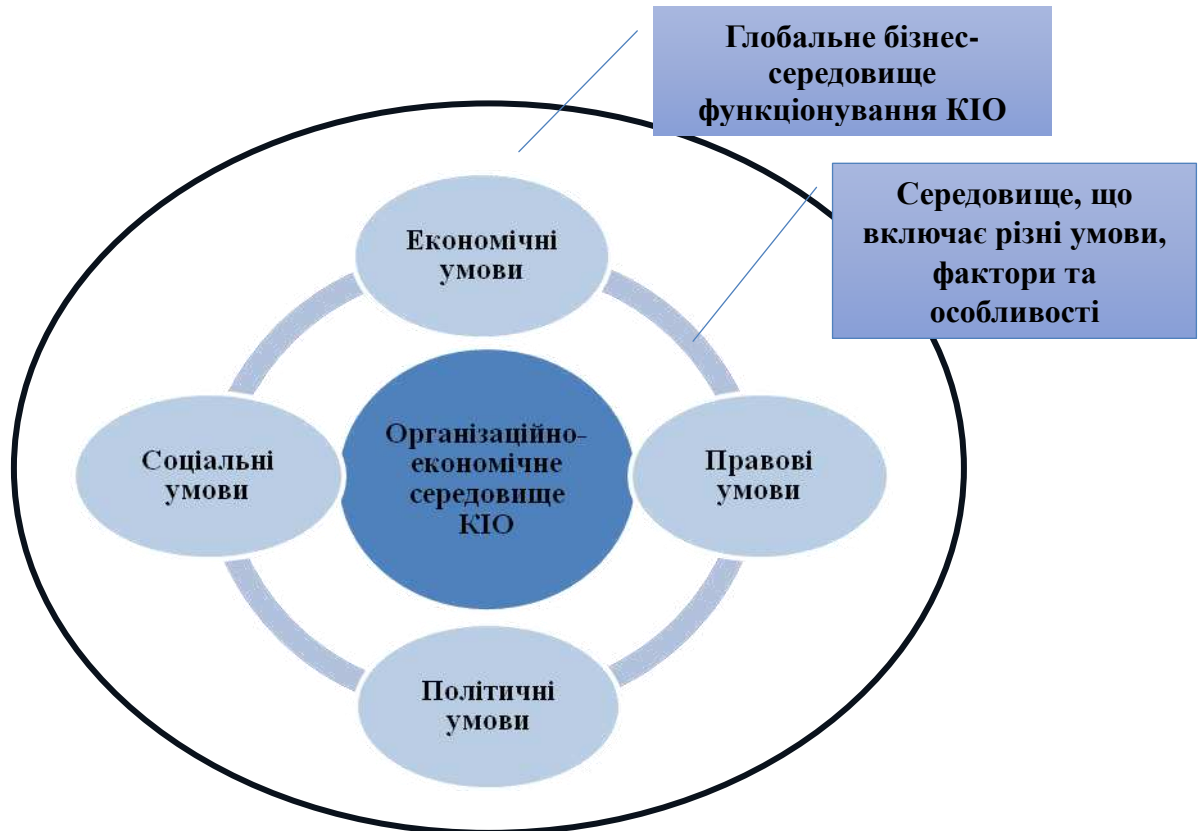 Глобальне бізнес-
середовище
функціонування КІО
Середовище, що
включає різні умови,
фактори та
особливості
Економічні
умови
Соціальні
умови
Організаційно-
економічне
середовище
КІО
Правові
умови
Політичні
умови